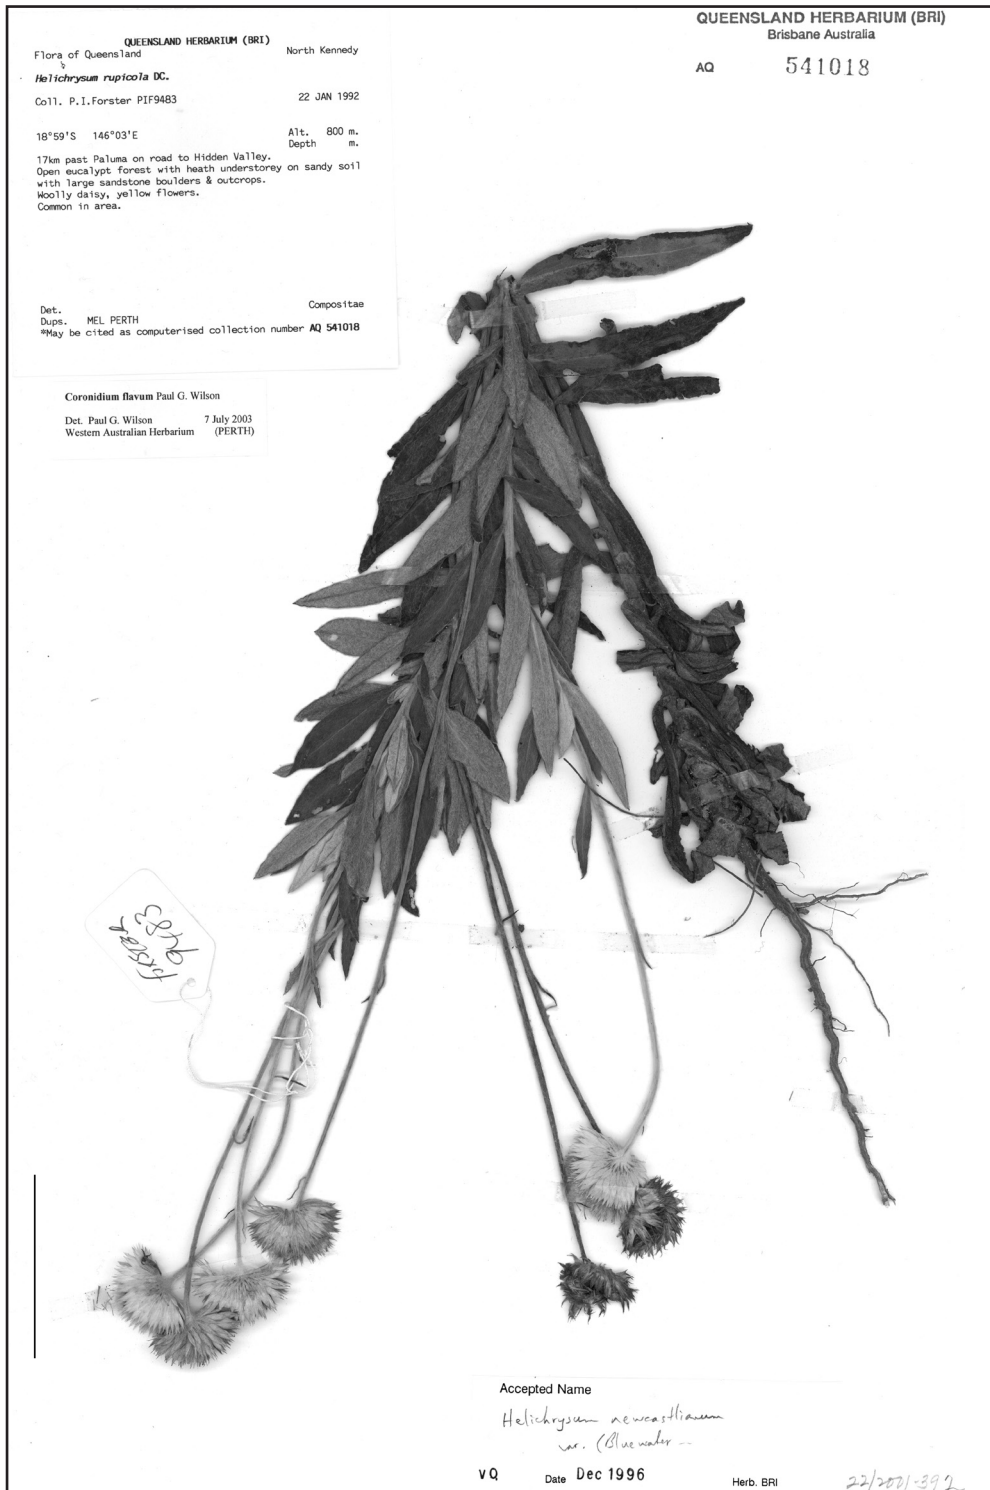 QUEENSLAND HERBARIUM (BRI)
Brisbane Australia
AQ 541018
QUEENSLAND HERBARIUM (BRI)
Flora of Queensland North Kennedy
Helichrysum rupicola DC.
Coll. P.I.Forster PIF9483 22 JAN 1992
18°59'S 146°03'E Alt. 800 m.
Depth m.
17km past Paluma on road to Hidden Valley.
Open eucalypt forest with heath understorey on sandy soil
with large sandstone boulders & outcrops.
Woolly daisy, yellow flowers.
Common in area.
Det. Compositae
Dups. MEL PERTH
*May be cited as computerised collection number AQ 541018
Coronidium flavum Paul G. Wilson
Det. Paul G. Wilson 7 July 2003
Western Australian Herbarium (PERTH)
9483
Accepted Name
Helichrysum newcastlianum
var. (Bluewater --
VQ Date Dec 1996 Herb. BRI 22/2001-392